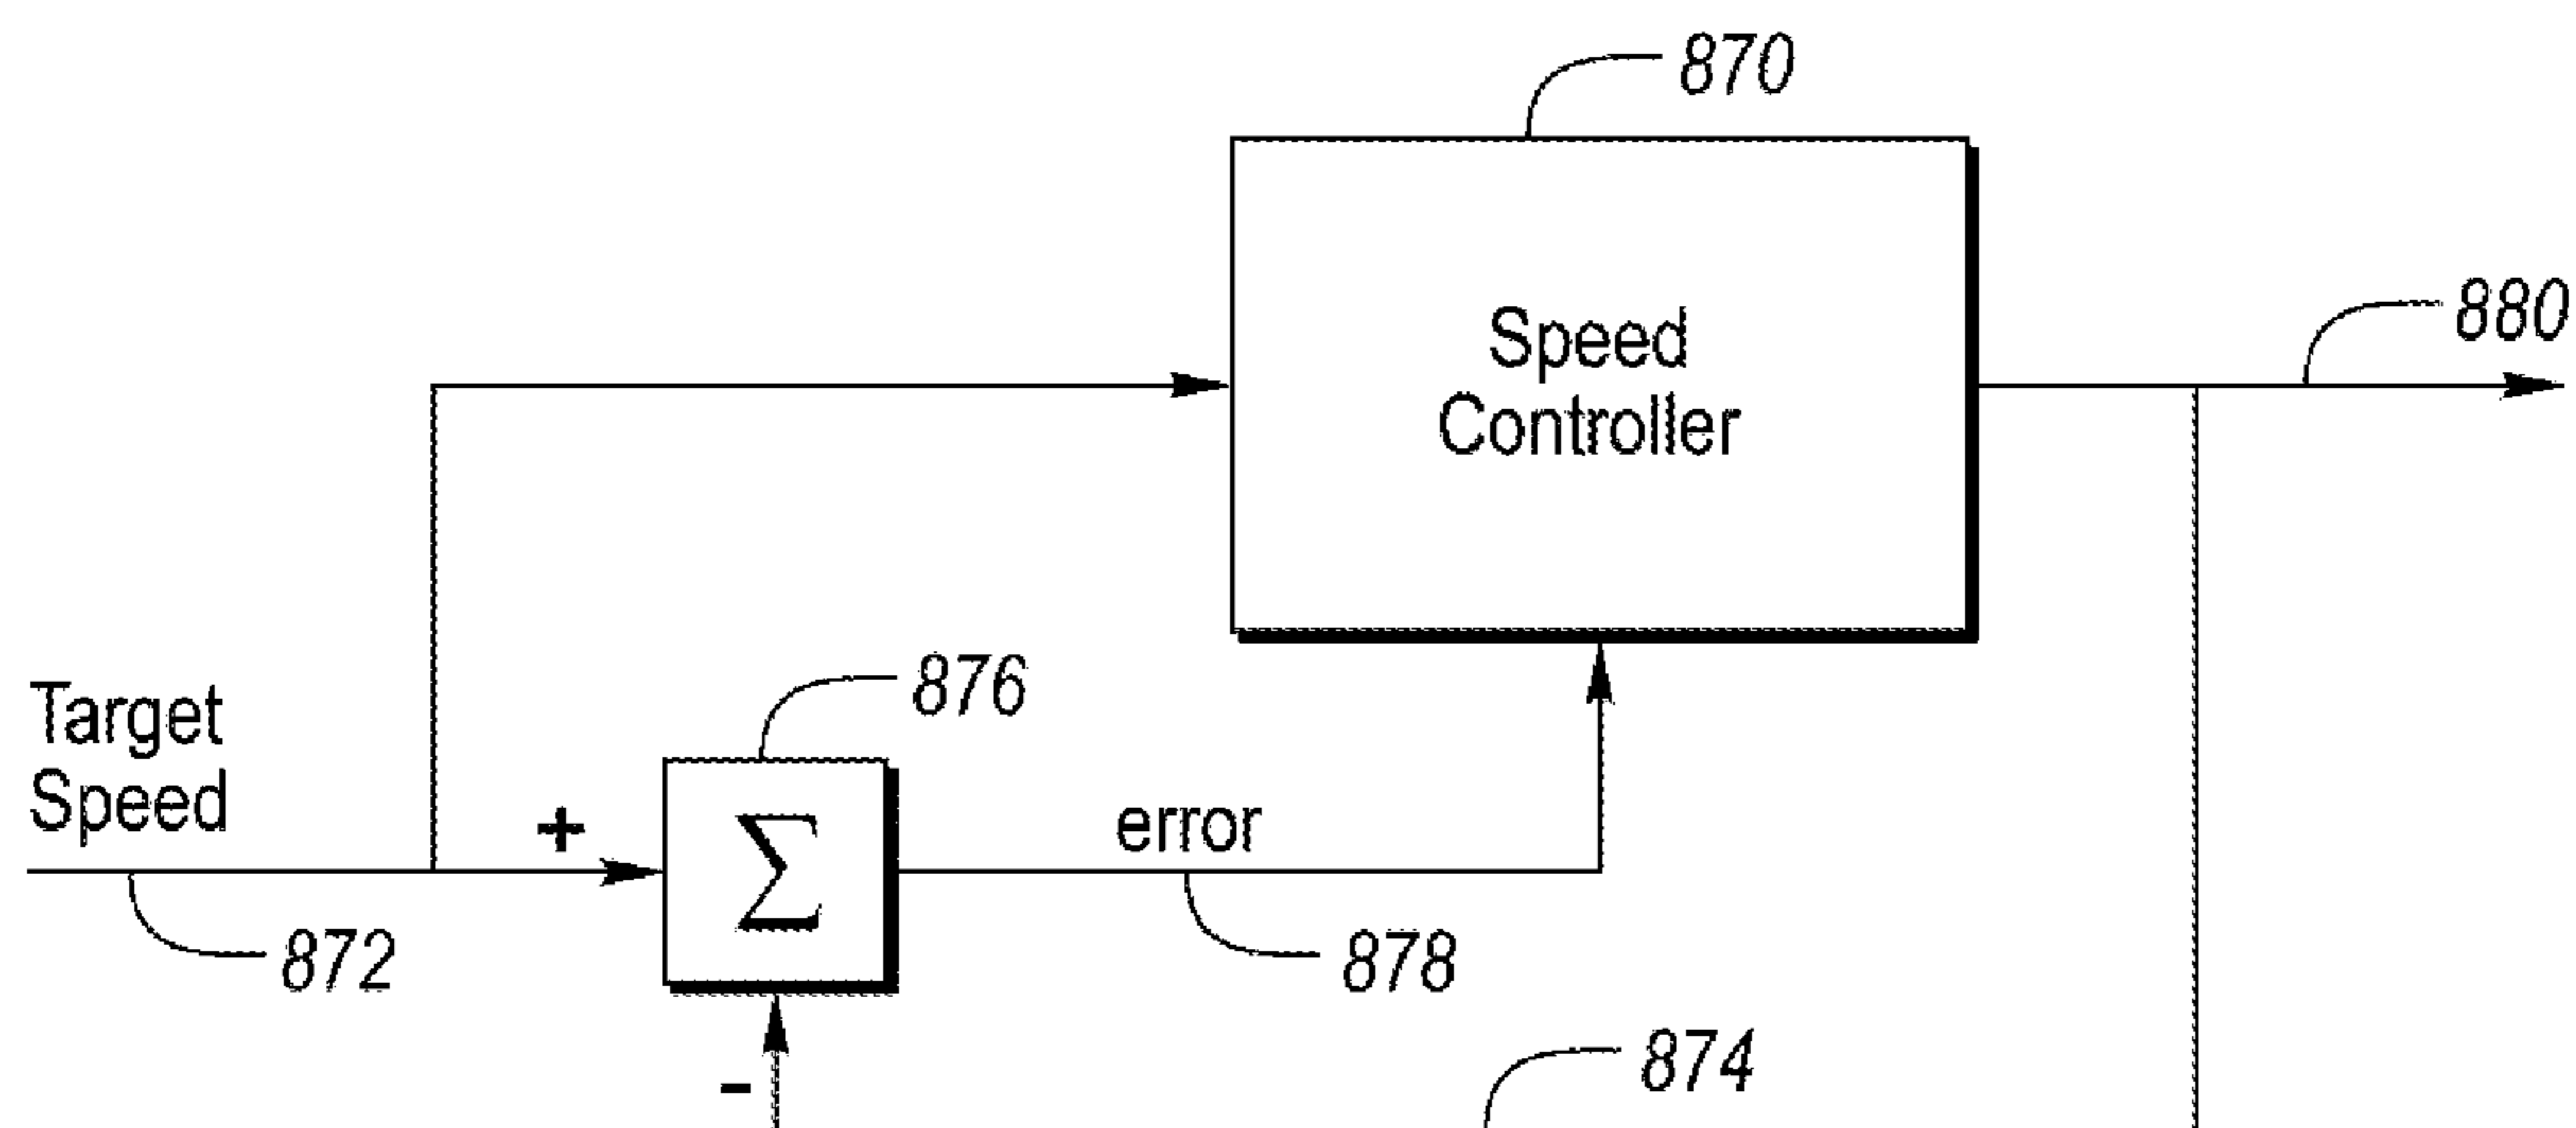 870
Speed
Controller
880
876
Target
Speed
+
Σ
error
872
878
-
874